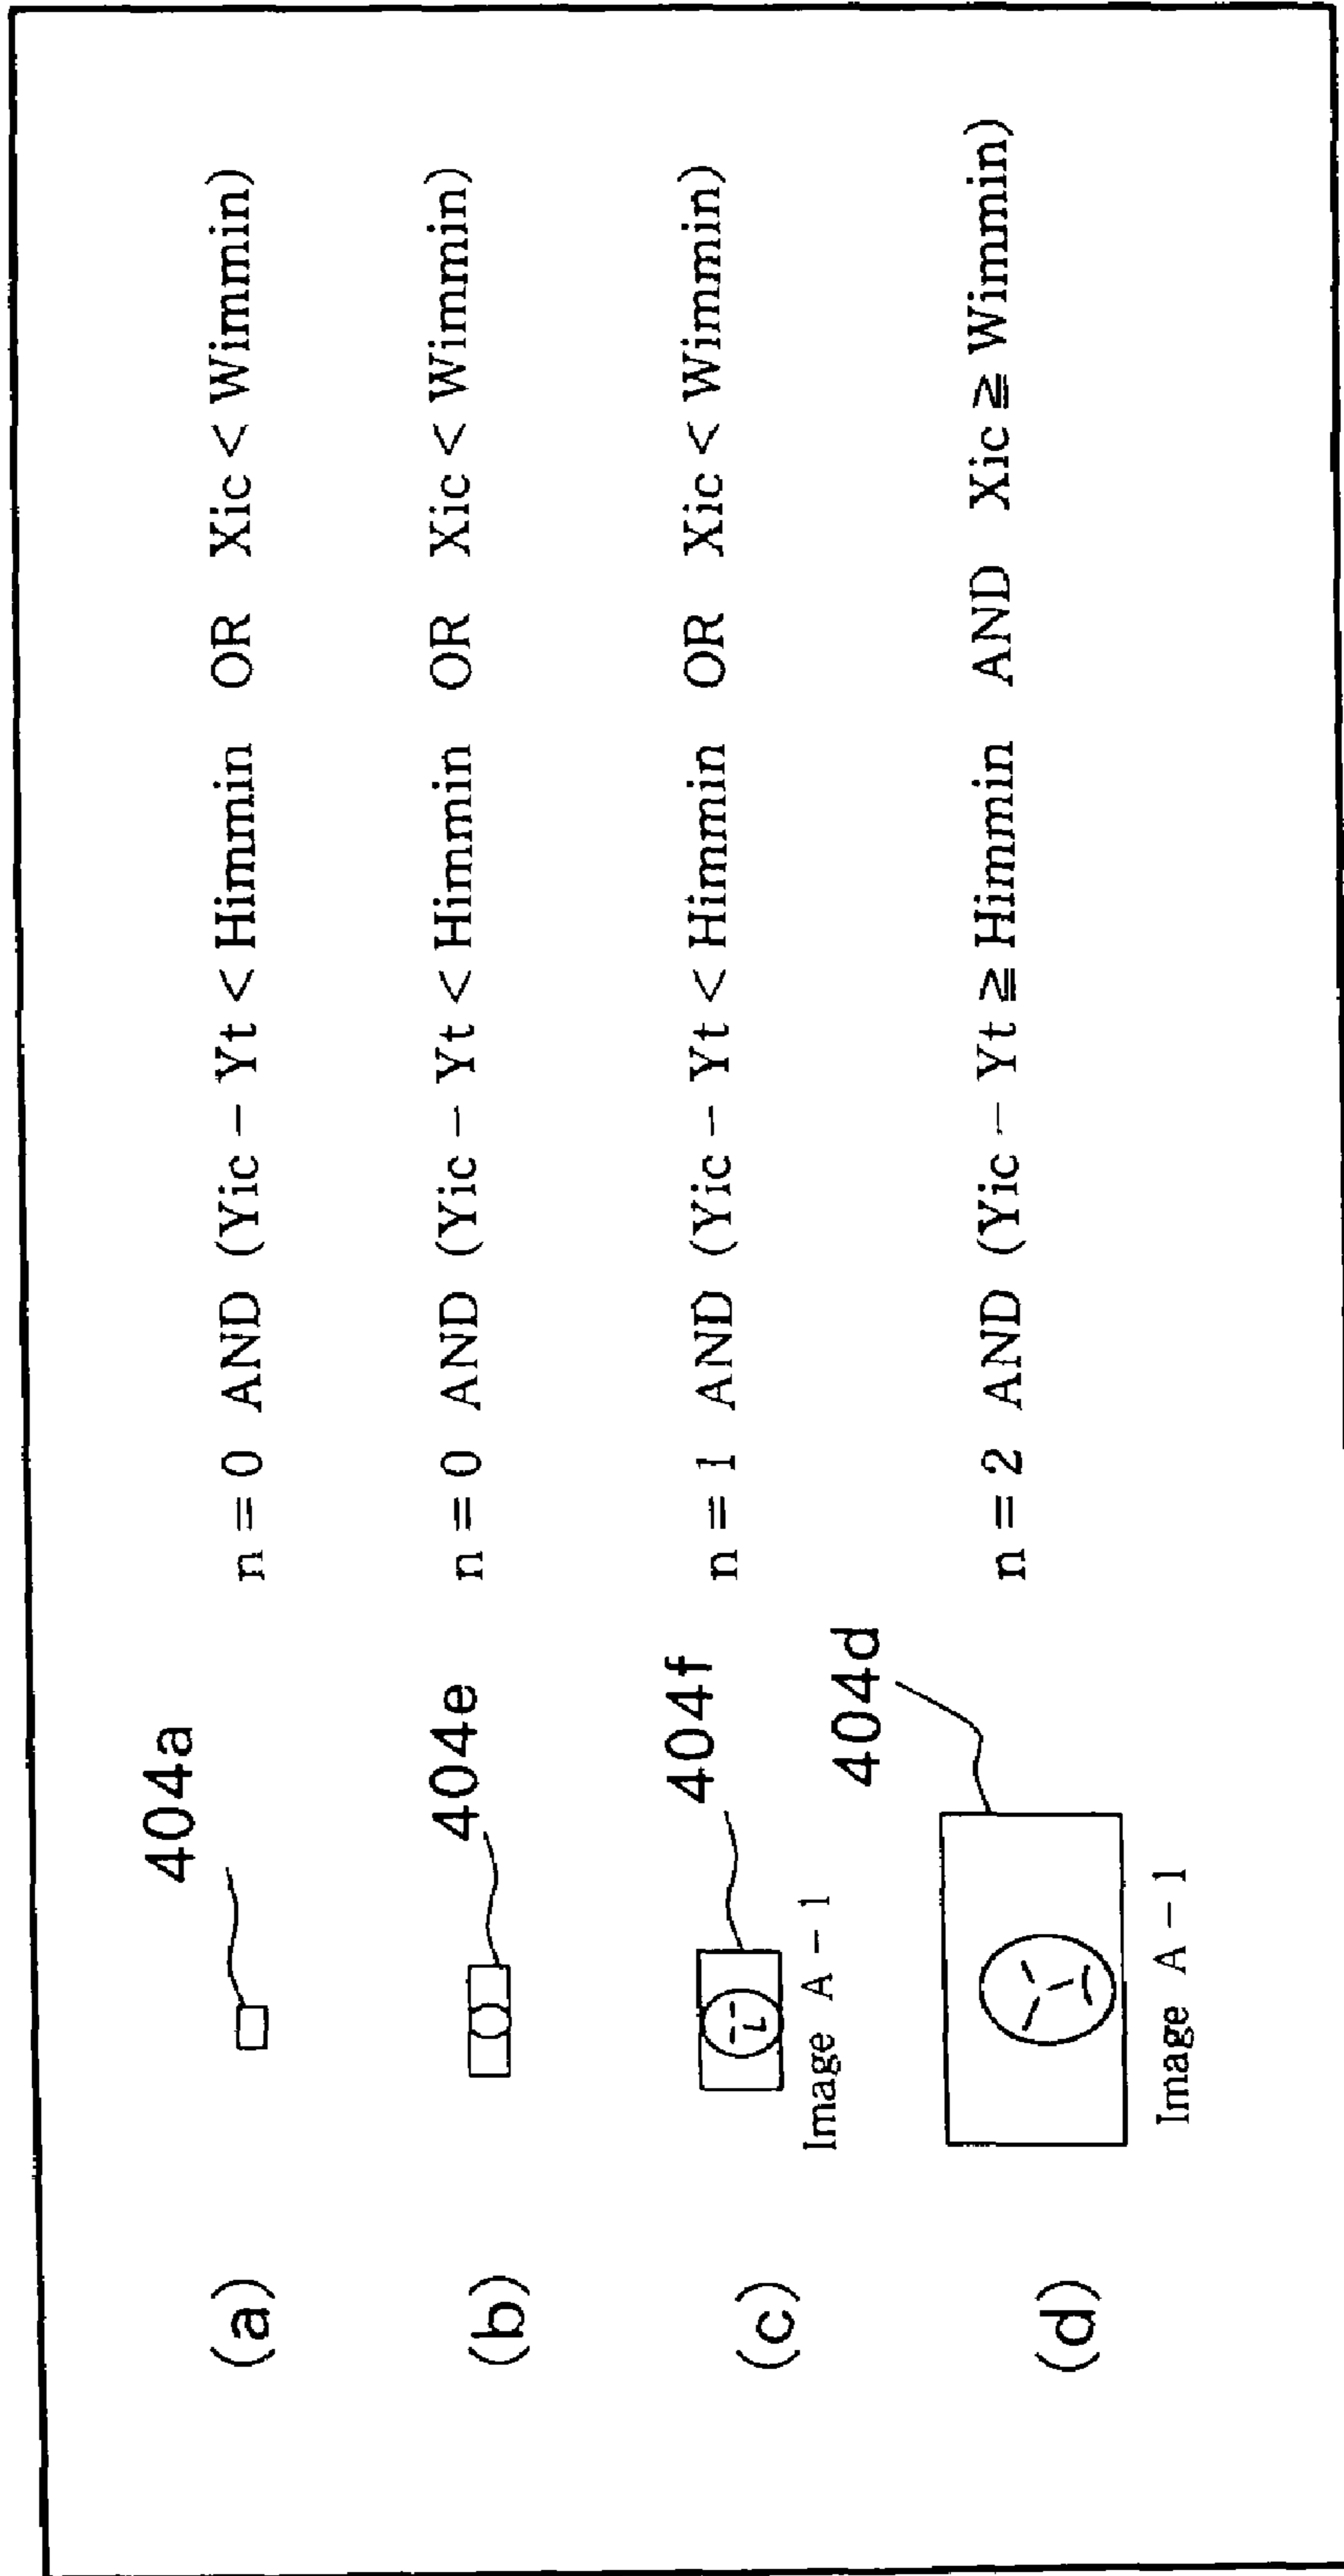 404a
(a) n = 0 AND (Yic − Yt < Himmin OR Xic < Wimmin)
404e
(b) n = 0 AND (Yic − Yt < Himmin OR Xic < Wimmin)
404f
(c) n = 1 AND (Yic − Yt < Himmin OR Xic < Wimmin)
Image A − 1
404d
(d) n = 2 AND (Yic − Yt ≧ Himmin AND Xic ≧ Wimmin)
Image A − 1